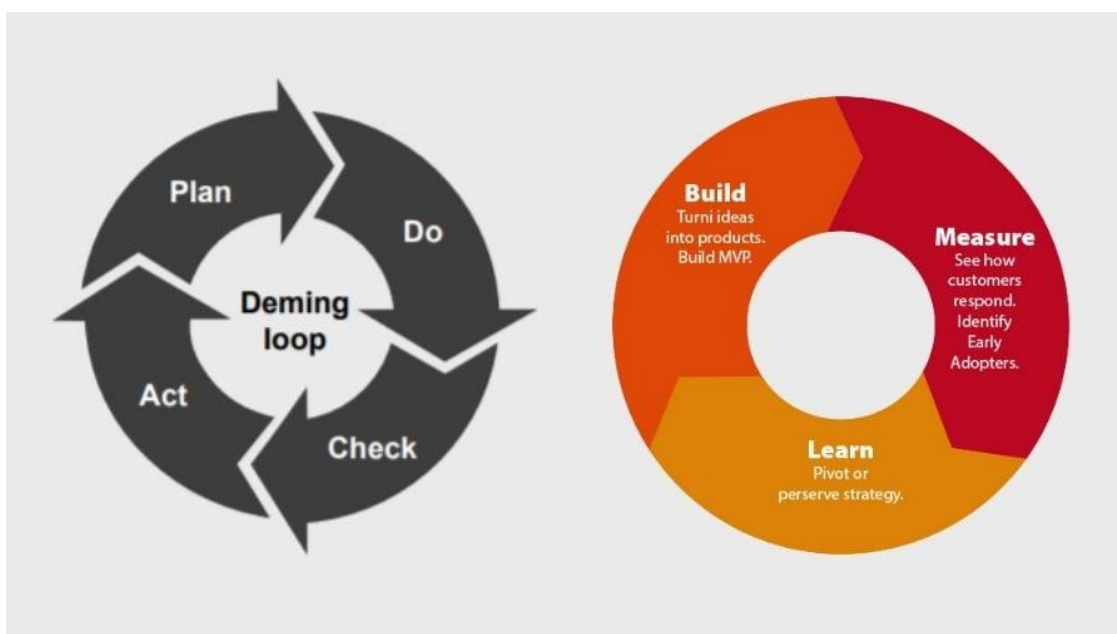 Plan
Do
Deming
loop
Act
Check
Build
Turni ideas
into products.
Build MVP.
Measure
See how
customers
respond.
Identify
Early
Adopters.
Learn
Pivot or
perserve strategy.